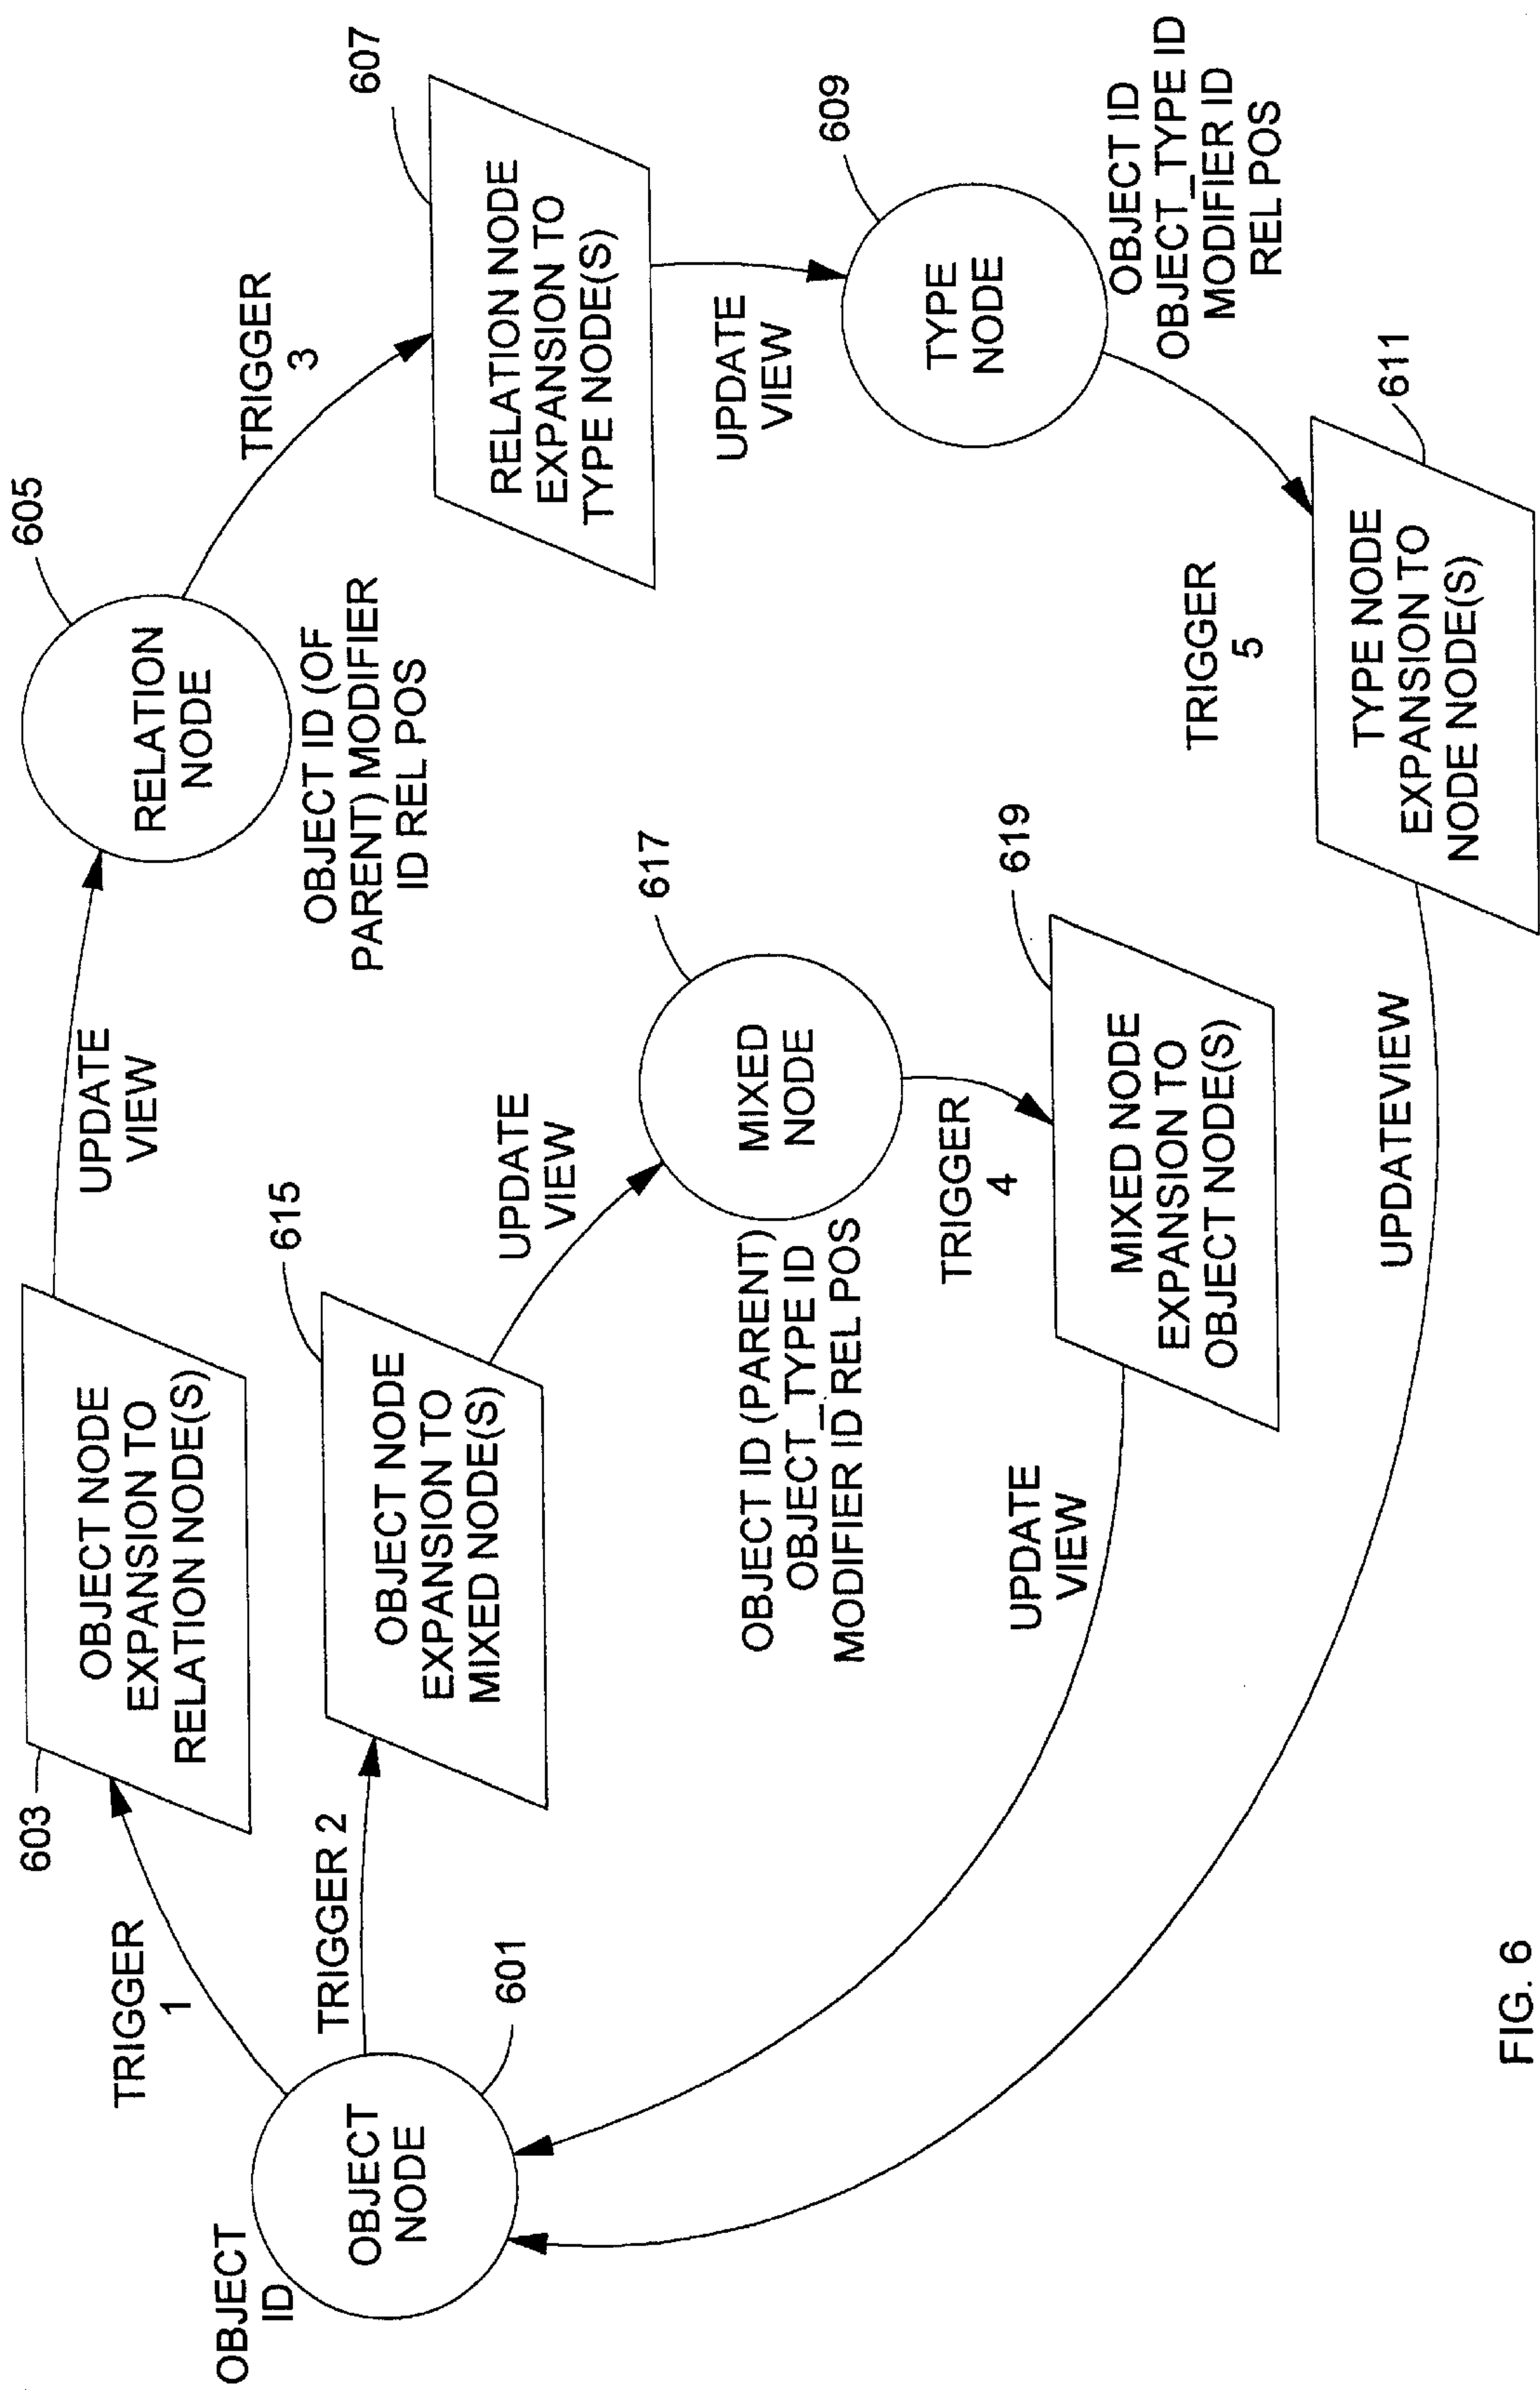 OBJECT
ID
OBJECT
NODE
601
TRIGGER
1
TRIGGER 2
603
OBJECT NODE
EXPANSION TO
RELATION NODE(S)
UPDATE
VIEW
605
RELATION
NODE
OBJECT ID (OF
PARENT) MODIFIER
ID REL POS
TRIGGER
3
607
RELATION NODE
EXPANSION TO
TYPE NODE(S)
UPDATE
VIEW
609
TYPE
NODE
OBJECT ID
OBJECT_TYPE ID
MODIFIER ID
REL POS
615
OBJECT NODE
EXPANSION TO
MIXED NODE(S)
UPDATE
VIEW
617
MIXED
NODE
OBJECT ID (PARENT)
OBJECT_TYPE ID
MODIFIER ID REL POS
TRIGGER
4
619
MIXED NODE
EXPANSION TO
OBJECT NODE(S)
UPDATE
VIEW
TRIGGER
5
611
TYPE NODE
EXPANSION TO
NODE NODE(S)
UPDATEVIEW
FIG. 6